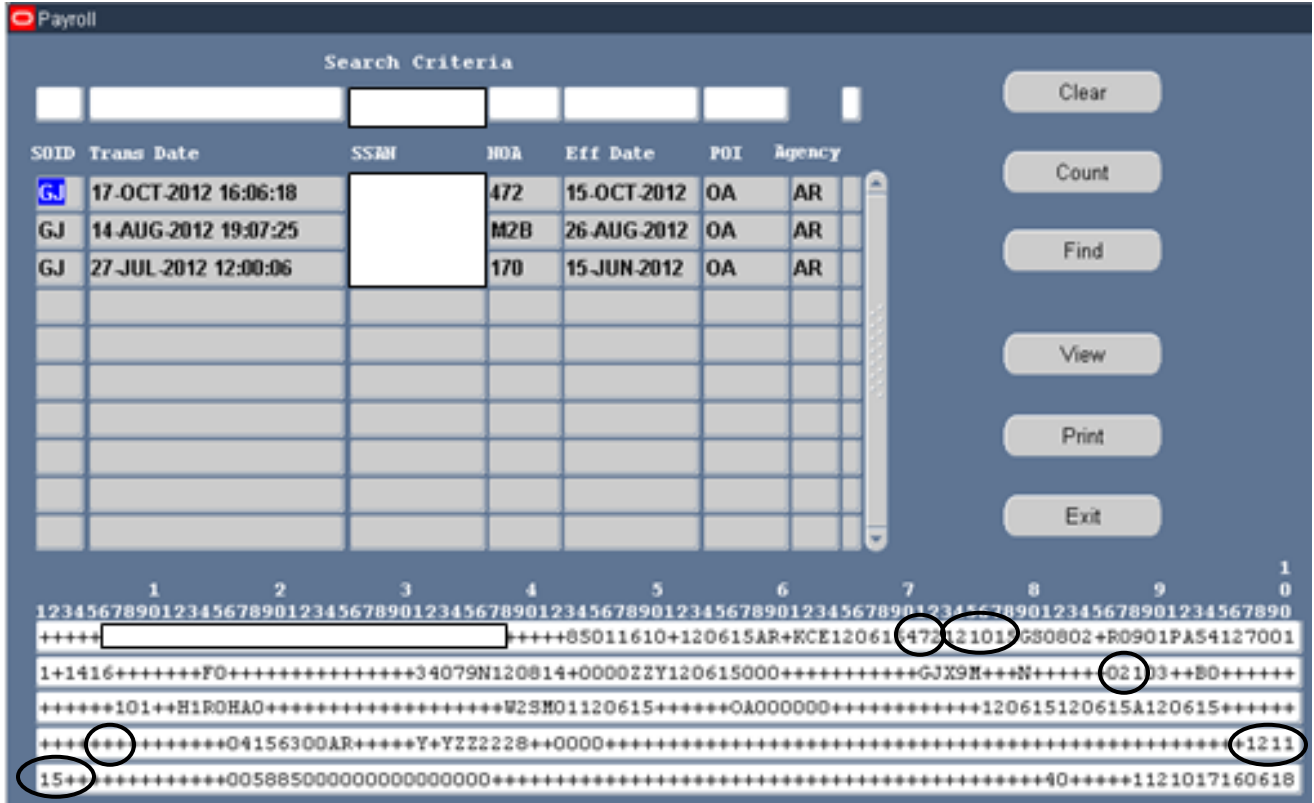 Payroll
Search Criteria
Clear
SOID Trans Date SSAN NOA Eff Date POI Agency
Count
GJ 17-OCT-2012 16:06:18 472 15-OCT-2012 OA AR
GJ 14-AUG-2012 19:07:25 M2B 26-AUG-2012 OA AR
Find
GJ 27-JUL-2012 12:00:06 170 15-JUN-2012 OA AR
View
Print
Exit
1 2 3 4 5 6 7 8 9 10
1234567890123456789012345678901234567890123456789012345678901234567890123456789012345678901234567890
+++++ +++++85011610+120615AR+KCE120615472121015GS0802+R0901PA54127001
1+1416+++++++F0+++++++++++++++34079N120814+0000ZZY120615000+++++++++++GJX9M+++N++++++02103++B0++++++
++++++101++H1R0HA0+++++++++++++++++++W2SM01120615++++++OA000000++++++++++++120615120615A120615++++++
+++++++++++++++04156300AR+++++Y+YZZ2228++0000+++++++++++++++++++++++++++++++++++++++++++++++++++1211
15+++++++++++++005885000000000000000++++++++++++++++++++++++++++++++++++++++++++40+++++1121017160618